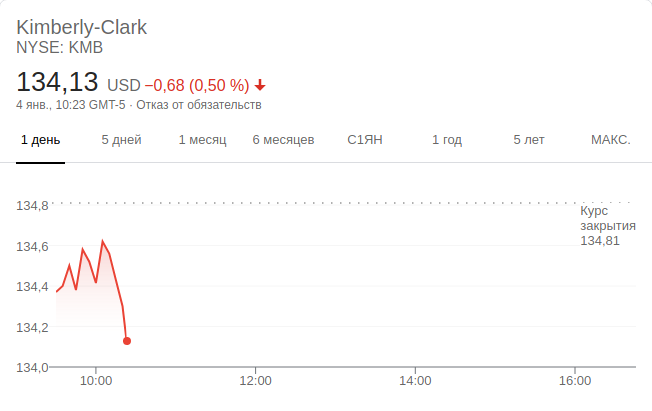 Kimberly-Clark
NYSE: KMB
134,13 USD −0,68 (0,50 %)
4 янв., 10:23 GMT-5 · Отказ от обязательств
1 день 5 дней 1 месяц 6 месяцев С1ЯН 1 год 5 лет МАКС.
134,8
Курс
закрытия
134,81
134,6
134,4
134,2
134,0
10:00 12:00 14:00 16:00